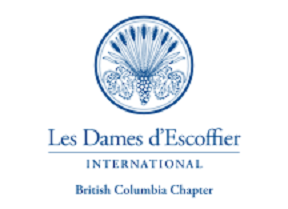 Les Dames d'Escoffier
INTERNATIONAL
British Columbia Chapter